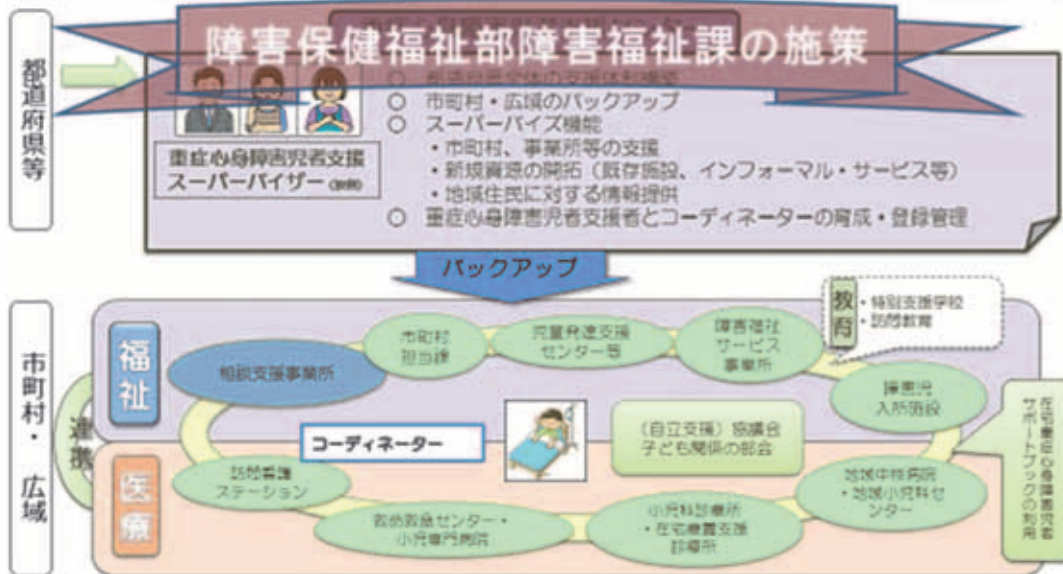 障害保健福祉部障害福祉課の施策
都道府県等
重症心身障害児者支援
スーパーバイザー
○ 市町村・広域のバックアップ
○ スーパーバイズ機能
・市町村、事業所等の支援
・新規資源の開拓（既存施設、インフォーマル・サービス等）
・地域住民に対する情報提供
○ 重症心身障害児者支援者とコーディネーターの育成・登録管理
バックアップ
教育
・特別支援学校
・訪問教育
市町村・広域
連携
福祉
相談支援事業所
市町村
担当課
児童発達支援
センター等
障害福祉
サービス
事業所
障害児
入所施設
コーディネーター
（自立支援）協議会
子ども関係の部会
在宅重症心身障害児者
サポートブックの利用
医療
訪問看護
ステーション
救命救急センター・
小児専門病院
小児科診療所
・在宅療養支援
診療所
地域中核病院
・地域小児科セ
ンター